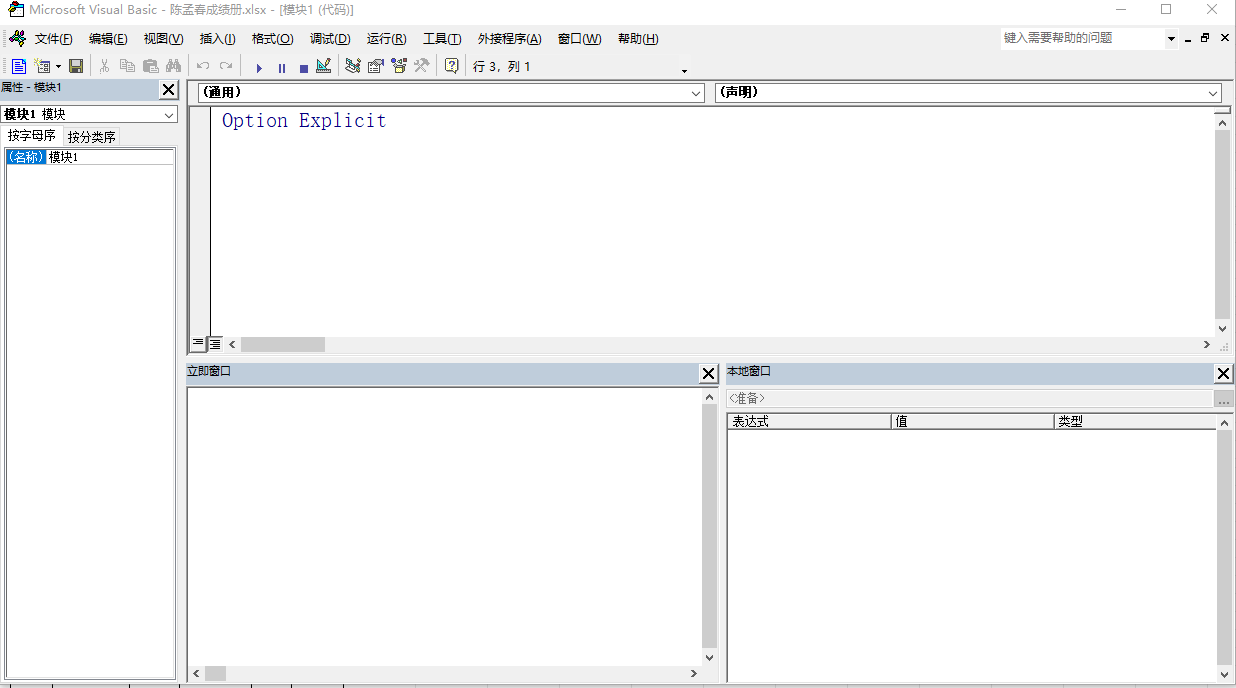 Microsoft Visual Basic - 陈孟春成绩册.xlsx - [模块1 (代码)]
文件(F) 编辑(E) 视图(V) 插入(I) 格式(O) 调试(D) 运行(R) 工具(T) 外接程序(A) 窗口(W) 帮助(H) 键入需要帮助的问题
行 3，列 1
属性 - 模块1
(通用) (声明)
模块1 模块
按字母序 按分类序
(名称) 模块1
Option Explicit
立即窗口
本地窗口
<准备>
...
表达式 值 类型